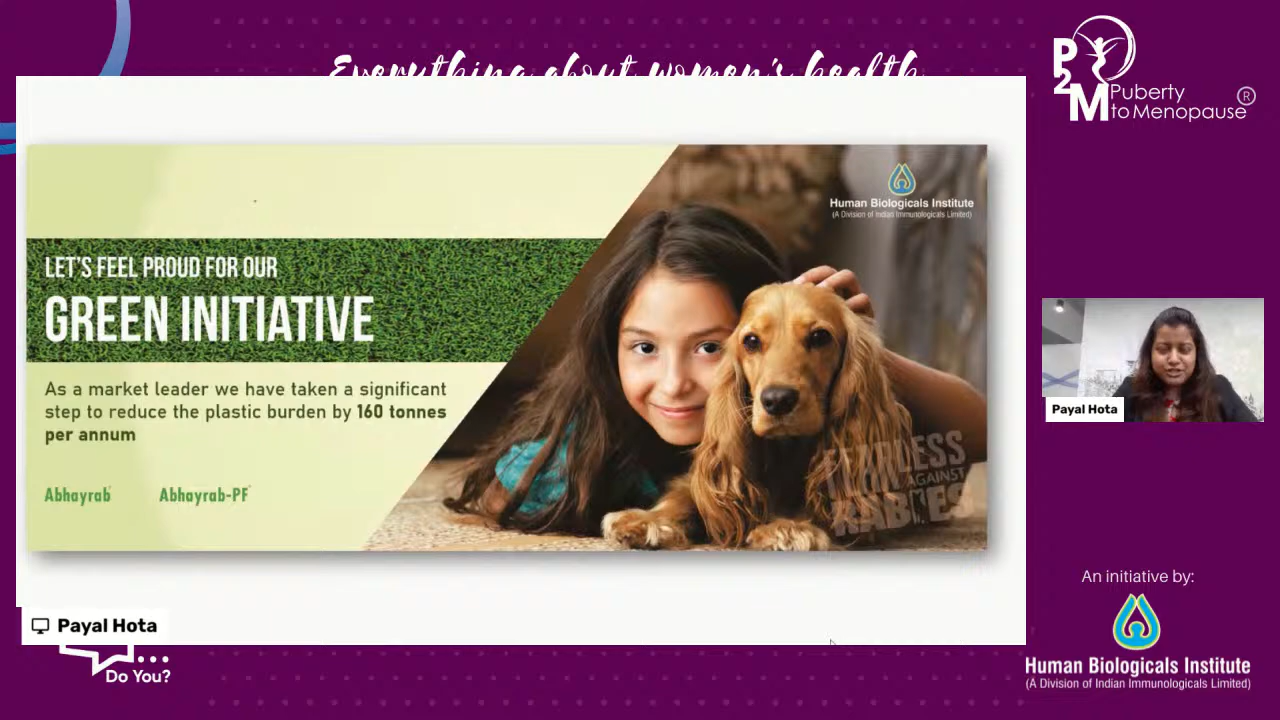 Everything about women's health
P2M Puberty
to Menopause ®
Human Biologicals Institute
(A Division of Indian Immunologicals Limited)
LET'S FEEL PROUD FOR OUR
GREEN INITIATIVE
As a market leader we have taken a significant
step to reduce the plastic burden by 160 tonnes
per annum
Abhayrab Abhayrab-PF
FEARLESS
AGAINST
RABIES
Payal Hota
Payal Hota
Do You?
An initiative by:
Human Biologicals Institute
(A Division of Indian Immunologicals Limited)